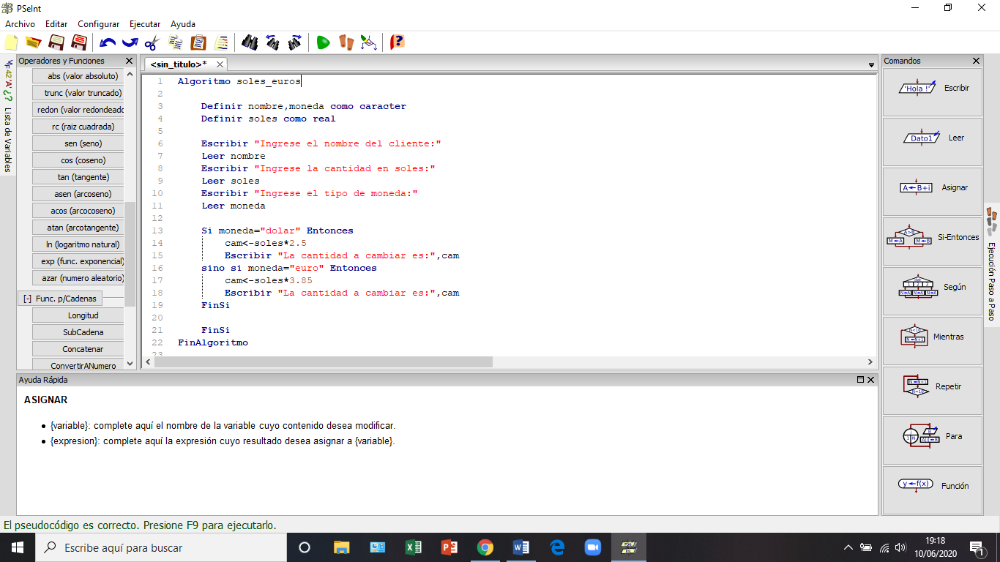 PSeInt
Archivo Editar Configurar Ejecutar Ayuda
Operadores y Funciones
<sin_titulo>*
Comandos
42 'A' ¿? Lista de Variables
abs (valor absoluto)
trunc (valor truncado)
redon (valor redondeado
rc (raiz cuadrada)
sen (seno)
cos (coseno)
tan (tangente)
asen (arcoseno)
acos (arcocoseno)
atan (arcotangente)
ln (logaritmo natural)
exp (func. exponencial)
azar (numero aleatorio)
[-] Func. p/Cadenas
Longitud
SubCadena
Concatenar
ConvertirANumero
1 Algoritmo soles_euros
2
3 Definir nombre,moneda como caracter
4 Definir soles como real
5
6 Escribir "Ingrese el nombre del cliente:"
7 Leer nombre
8 Escribir "Ingrese la cantidad en soles:"
9 Leer soles
10 Escribir "Ingrese el tipo de moneda:"
11 Leer moneda
12
13 Si moneda="dolar" Entonces
14 cam<-soles*2.5
15 Escribir "La cantidad a cambiar es:",cam
16 sino si moneda="euro" Entonces
17 cam<-soles*3.85
18 Escribir "La cantidad a cambiar es:",cam
19 FinSi
20
21 FinSi
22 FinAlgoritmo
23
'Hola !' Escribir
Dato1 Leer
A B+i Asignar
A>B M A M B Si-Entonces
1 2 3 Según
N<10 N N+1 Mientras
N N+1 N=10 Repetir
Para
y f(x) Función
Ejecución Paso a Paso
Ayuda Rápida
ASIGNAR
{variable}: complete aquí el nombre de la variable cuyo contenido desea modificar.
{expresion}: complete aquí la expresión cuyo resultado desea asignar a {variable}.
El pseudocódigo es correcto. Presione F9 para ejecutarlo.
Escribe aquí para buscar
19:18
10/06/2020
1